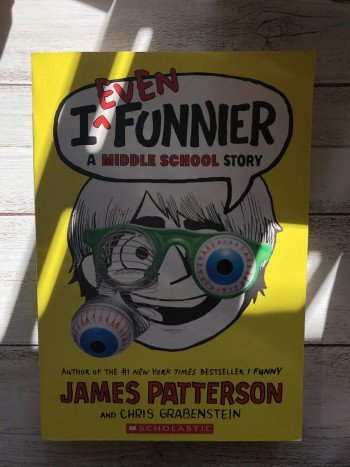 EVEN
I FUNNIER
A MIDDLE SCHOOL STORY
AUTHOR OF THE #1 NEW YORK TIMES BESTSELLER I FUNNY
JAMES PATTERSON
AND CHRIS GRABENSTEIN
SCHOLASTIC